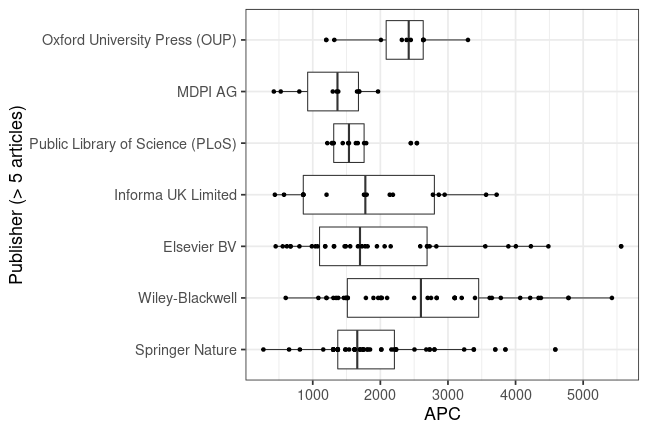 Publisher (> 5 articles)
Oxford University Press (OUP)
MDPI AG
Public Library of Science (PLoS)
Informa UK Limited
Elsevier BV
Wiley-Blackwell
Springer Nature
1000 2000 3000 4000 5000
APC